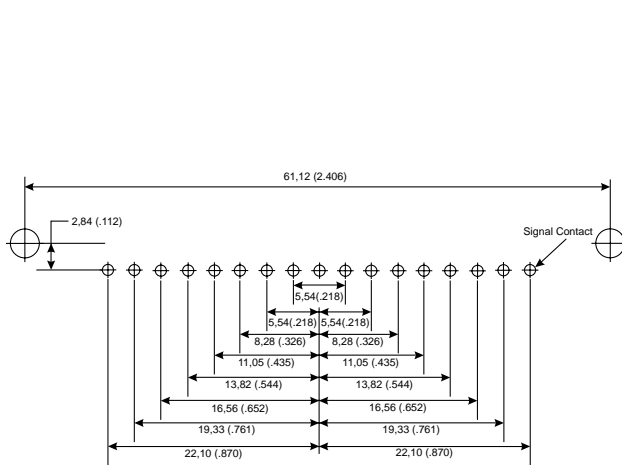 61,12 (2.406)
2,84 (.112)
Signal Contact
5,54(.218)
5,54(.218) 5,54(.218)
8,28 (.326) 8,28 (.326)
11,05 (.435) 11,05 (.435)
13,82 (.544) 13,82 (.544)
16,56 (.652) 16,56 (.652)
19,33 (.761) 19,33 (.761)
22,10 (.870) 22,10 (.870)